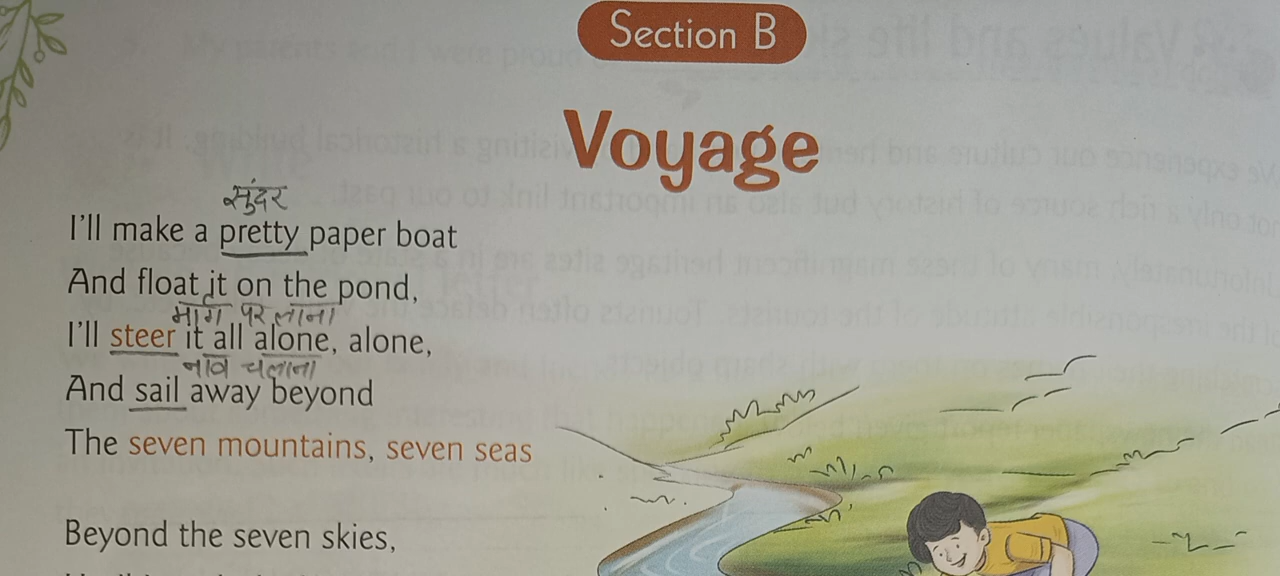 Section B
Voyage
सुंदर
I'll make a pretty paper boat
And float it on the pond,
मार्ग पर लाना
I'll steer it all alone, alone,
नाव चलाना
And sail away beyond
The seven mountains, seven seas
Beyond the seven skies,